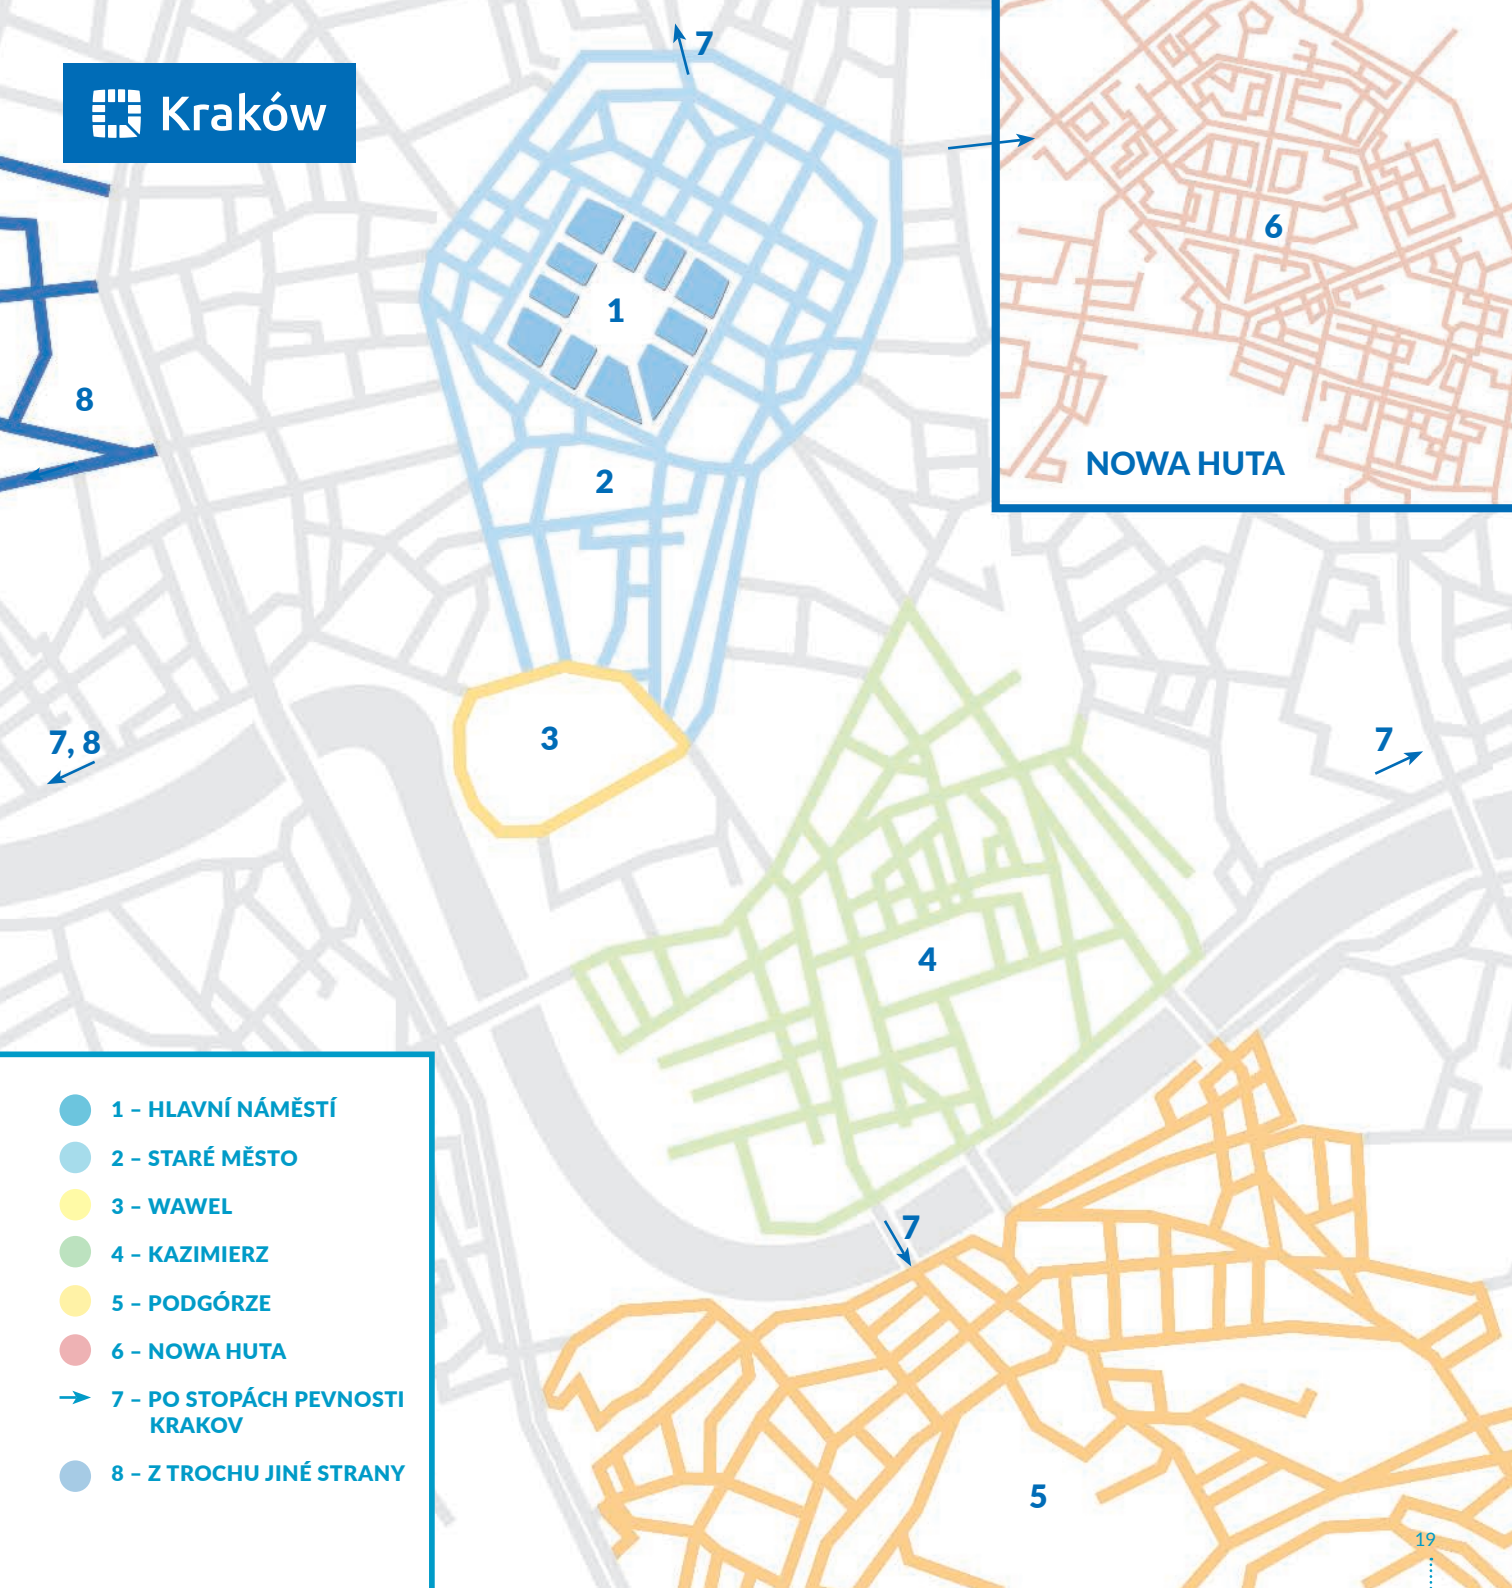 7
Kraków
6
1
8
NOWA HUTA
2
3
7, 8
7
4
7
1 – HLAVNÍ NÁMĚSTÍ
2 – STARÉ MĚSTO
3 – WAWEL
4 – KAZIMIERZ
5 – PODGÓRZE
6 – NOWA HUTA
7 – PO STOPÁCH PEVNOSTI
KRAKOV
8 – Z TROCHU JINÉ STRANY
5
19